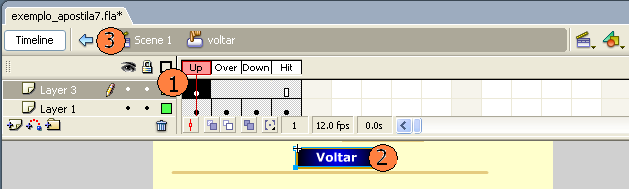 exemplo_apostila7.fla*
Timeline 3 Scene 1 voltar
Up Over Down Hit
1
Layer 3
Layer 1
1 12.0 fps 0.0s
Voltar 2